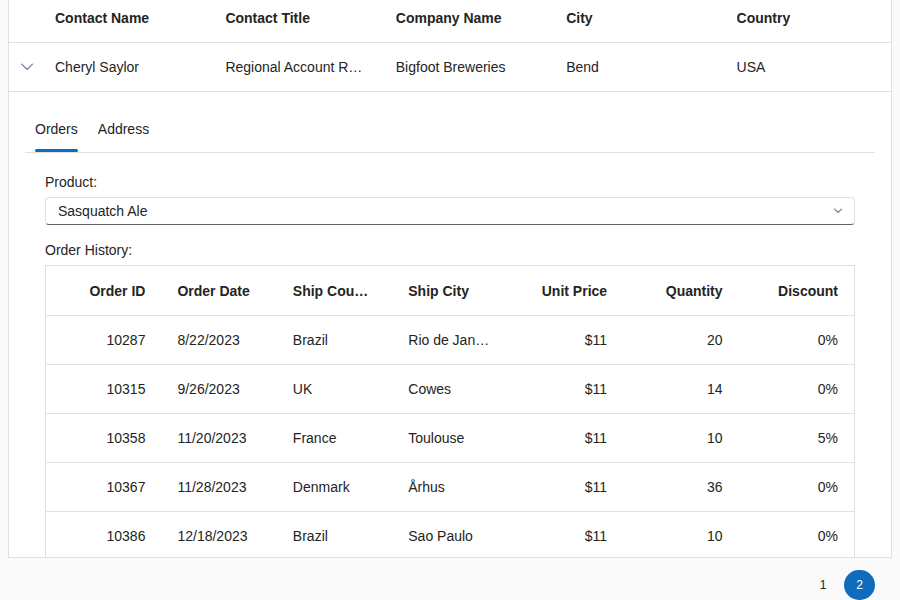 Contact Name Contact Title Company Name City Country
Cheryl Saylor Regional Account R… Bigfoot Breweries Bend USA
Orders Address
Product:
Sasquatch Ale
Order History:
Order ID Order Date Ship Cou… Ship City Unit Price Quantity Discount
10287 8/22/2023 Brazil Rio de Jan… $11 20 0%
10315 9/26/2023 UK Cowes $11 14 0%
10358 11/20/2023 France Toulouse $11 10 5%
10367 11/28/2023 Denmark Århus $11 36 0%
10386 12/18/2023 Brazil Sao Paulo $11 10 0%
1 2